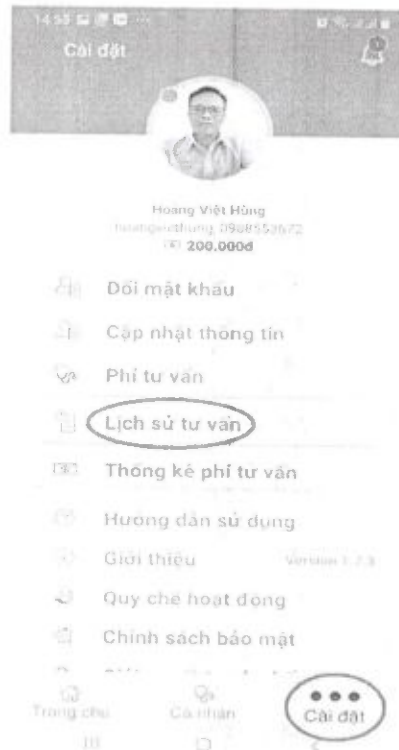 14:55
Cài đặt
Hoàng Việt Hùng
200.000đ
Đổi mật khẩu
Cập nhật thông tin
Phí tư vấn
Lịch sử tư vấn
Thống kê phí tư vấn
Hướng dẫn sử dụng
Giới thiệu
Quy chế hoạt động
Chính sách bảo mật
Trang chủ
Cá nhân
Cài đặt